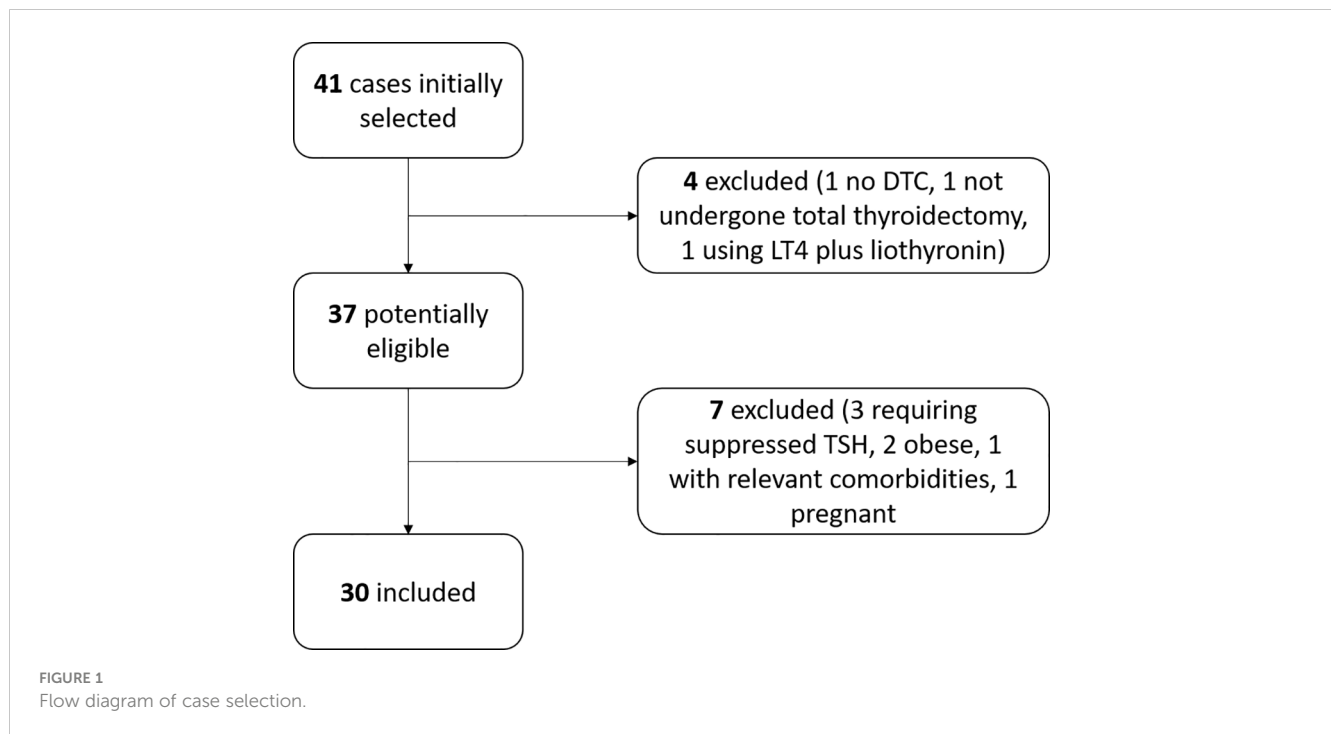 41 cases initially
selected
4 excluded (1 no DTC, 1 not
undergone total thyroidectomy,
1 using LT4 plus liothyronin)
37 potentially
eligible
7 excluded (3 requiring
suppressed TSH, 2 obese, 1
with relevant comorbidities, 1
pregnant
30 included
FIGURE 1
Flow diagram of case selection.